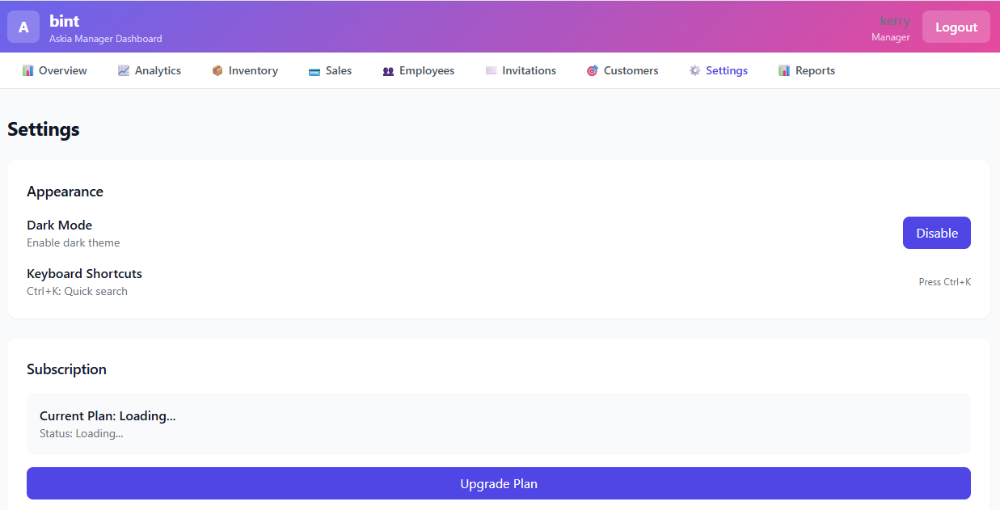 A
bint
Askia Manager Dashboard
kerry
Manager
Logout
Overview
Analytics
Inventory
Sales
Employees
Invitations
Customers
Settings
Reports
Settings
Appearance
Dark Mode
Enable dark theme
Disable
Keyboard Shortcuts
Ctrl+K: Quick search
Press Ctrl+K
Subscription
Current Plan: Loading...
Status: Loading...
Upgrade Plan